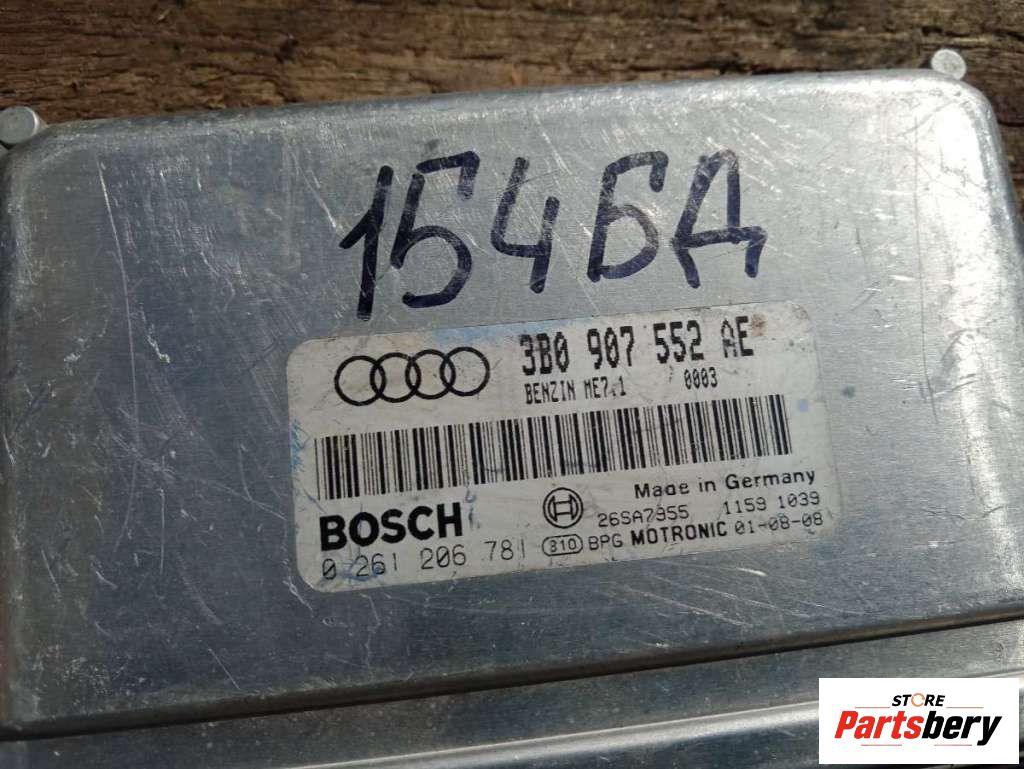 154БД
3B0 907 552 AE
BENZIN ME7.1 0003
Made in Germany
BOSCH 26SA7955 1159 1039
0 261 206 781 310 BPG MOTRONIC 01-08-08
STORE
Partsbery